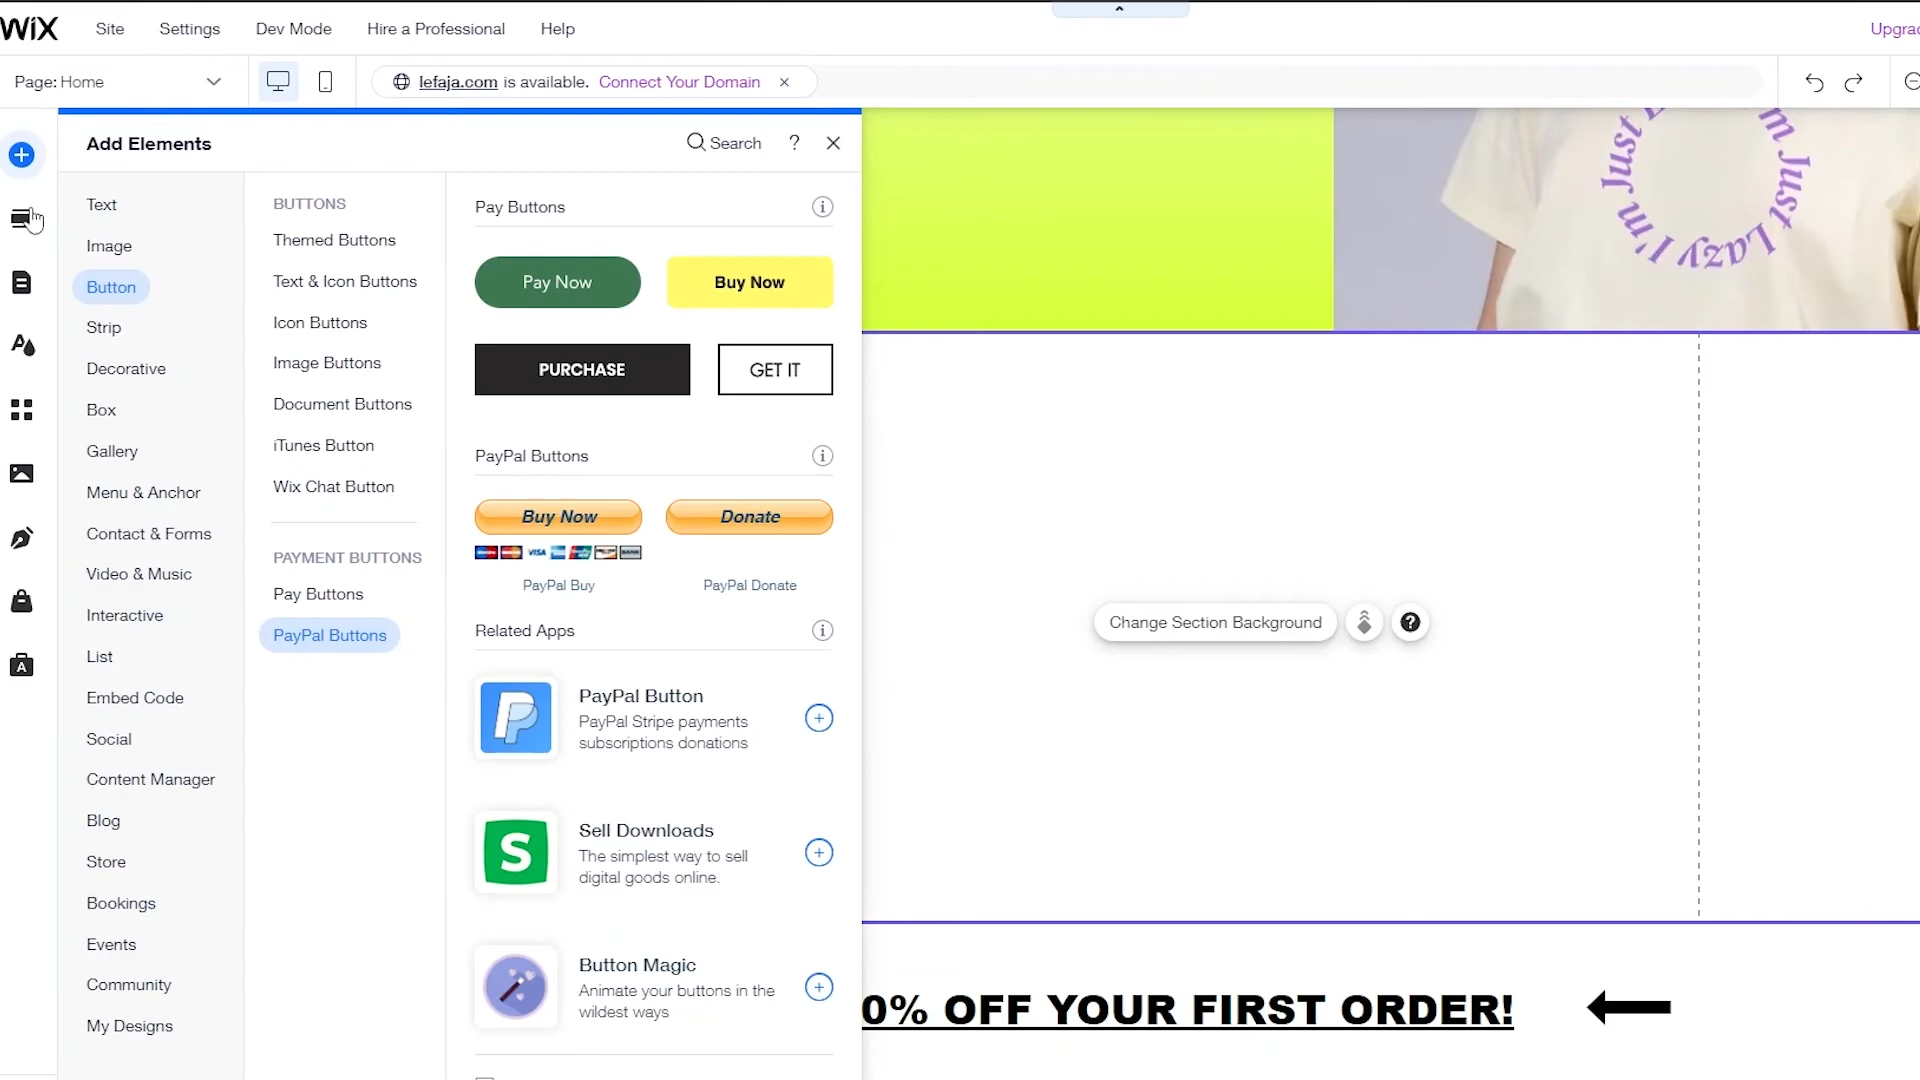 WiX
Site
Settings
Dev Mode
Hire a Professional
Help
Page: Home
lefaja.com is available. Connect Your Domain
Add Elements
Search
?
Text
Image
Button
Strip
Decorative
Box
Gallery
Menu & Anchor
Contact & Forms
Video & Music
Interactive
List
Embed Code
Social
Content Manager
Blog
Store
Bookings
Events
Community
My Designs
BUTTONS
Themed Buttons
Text & Icon Buttons
Icon Buttons
Image Buttons
Document Buttons
iTunes Button
Wix Chat Button
PAYMENT BUTTONS
Pay Buttons
PayPal Buttons
Pay Buttons
Pay Now
Buy Now
PURCHASE
GET IT
PayPal Buttons
Buy Now
Donate
VISA
PayPal Buy
PayPal Donate
Related Apps
PayPal Button
PayPal Stripe payments
subscriptions donations
Sell Downloads
The simplest way to sell
digital goods online.
Button Magic
Animate your buttons in the
wildest ways
m Just Lazy I'm Just
Change Section Background
?
0% OFF YOUR FIRST ORDER!